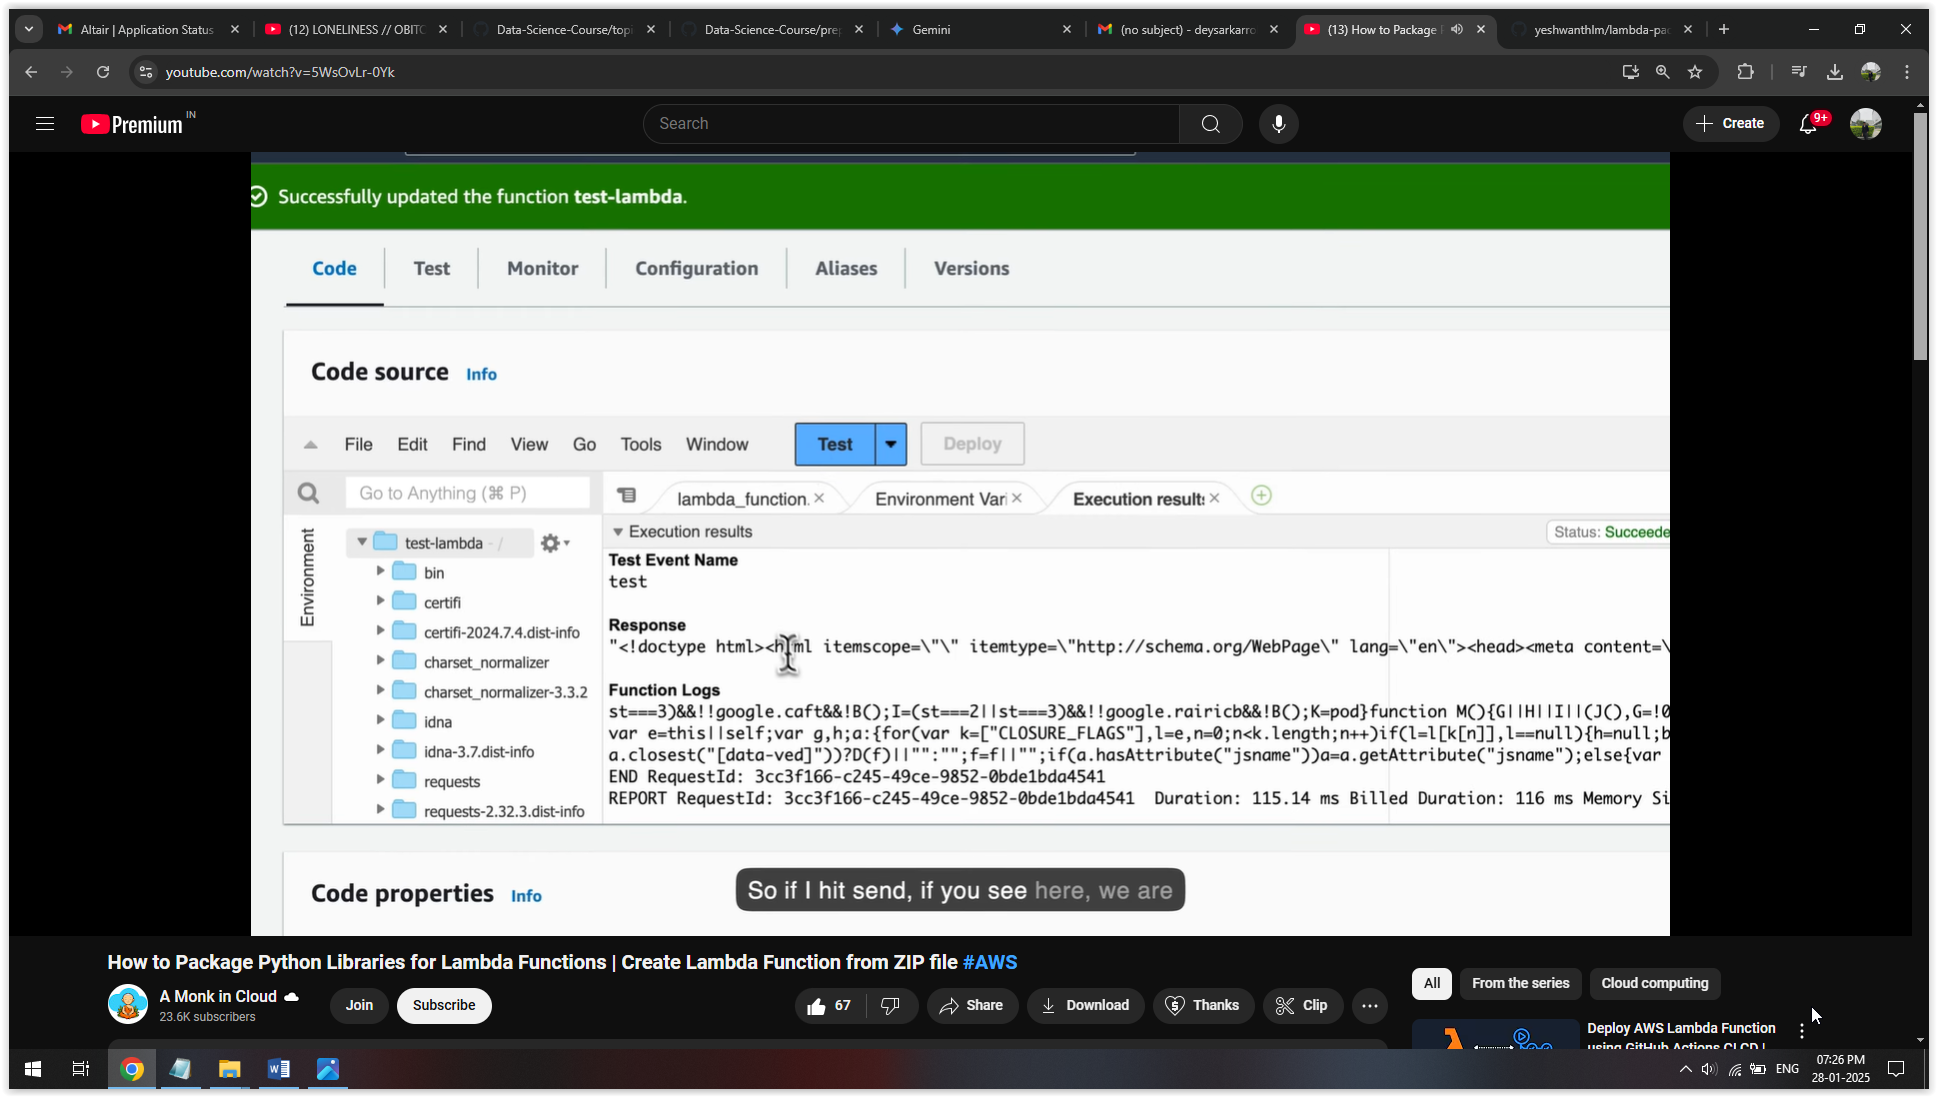 Altair | Application Status
(12) LONELINESS // OBITO
Data-Science-Course/topi
Data-Science-Course/prep
Gemini
(no subject) - deysarkarro
(13) How to Package
yeshwanthlm/lambda-pac
youtube.com/watch?v=5WsOvLr-0Yk
Premium IN
Search
Create
9+
Successfully updated the function test-lambda.
Code
Test
Monitor
Configuration
Aliases
Versions
Code source Info
File Edit Find View Go Tools Window
Test
Deploy
Go to Anything (⌘ P)
lambda_function.
Environment Vari
Execution results
Environment
test-lambda - /
bin
certifi
certifi-2024.7.4.dist-info
charset_normalizer
charset_normalizer-3.3.2
idna
idna-3.7.dist-info
requests
requests-2.32.3.dist-info
Execution results
Status: Succeede
Test Event Name
test
Response
"<!doctype html><html itemscope=\"\" itemtype=\"http://schema.org/WebPage\" lang=\"en\"><head><meta content=\
Function Logs
st===3)&&!!google.caft&&!B();I=(st===2||st===3)&&!!google.rairicb&&!B();K=pod}function M(){G||H||I||(J(),G=!0
var e=this||self;var g,h;a:{for(var k=["CLOSURE_FLAGS"],l=e,n=0;n<k.length;n++)if(l=l[k[n]],l==null){h=null;b
a.closest("[data-ved]"))?D(f)||"":"";f=f||"";if(a.hasAttribute("jsname"))a=a.getAttribute("jsname");else{var
END RequestId: 3cc3f166-c245-49ce-9852-0bde1bda4541
REPORT RequestId: 3cc3f166-c245-49ce-9852-0bde1bda4541 Duration: 115.14 ms Billed Duration: 116 ms Memory Si
Code properties Info
So if I hit send, if you see here, we are
How to Package Python Libraries for Lambda Functions | Create Lambda Function from ZIP file #AWS
A Monk in Cloud
23.6K subscribers
Join
Subscribe
67
Share
Download
Thanks
Clip
All
From the series
Cloud computing
Deploy AWS Lambda Function
using GitHub Actions CI CD |
ENG
07:26 PM
28-01-2025